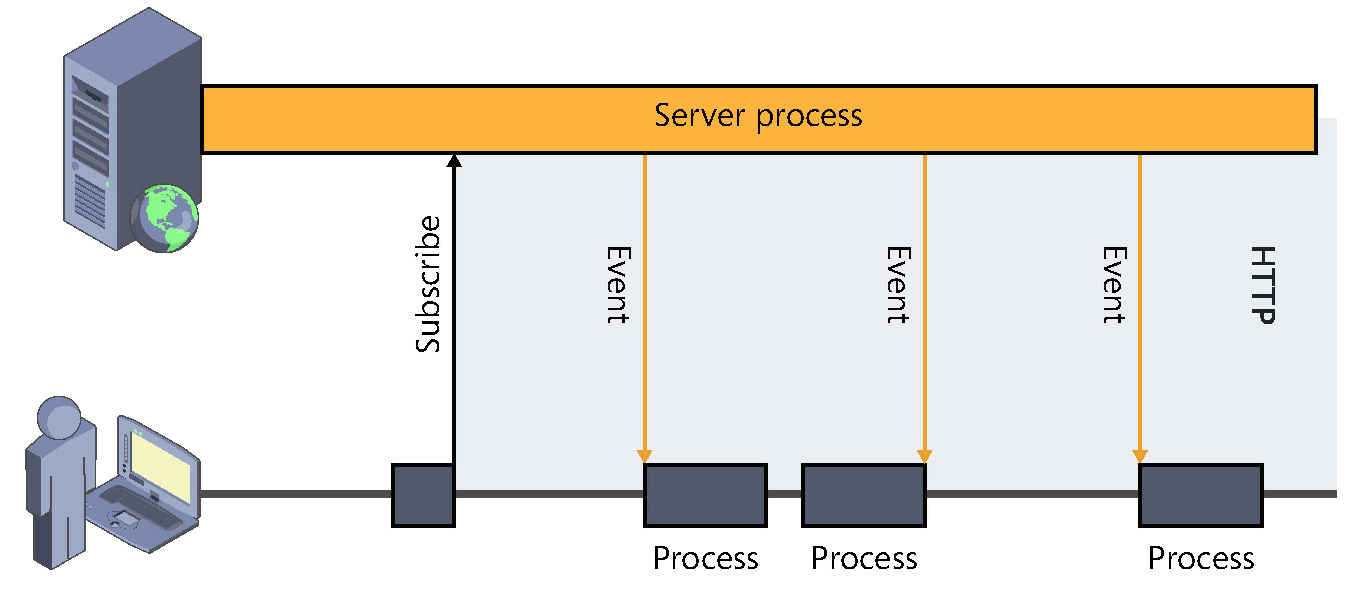 Server process
Subscribe
Event
Event
Event
HTTP
Process
Process
Process